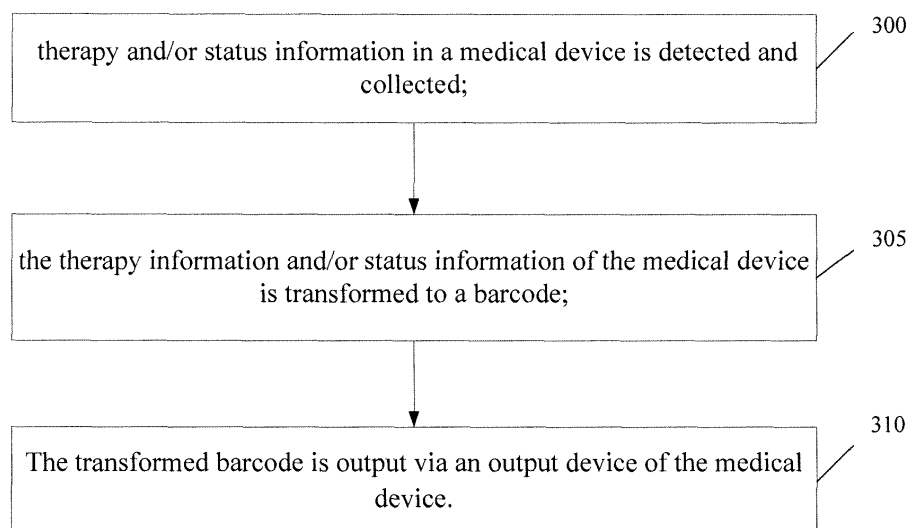 300
therapy and/or status information in a medical device is detected and
collected;
305
the therapy information and/or status information of the medical device
is transformed to a barcode;
310
The transformed barcode is output via an output device of the medical
device.